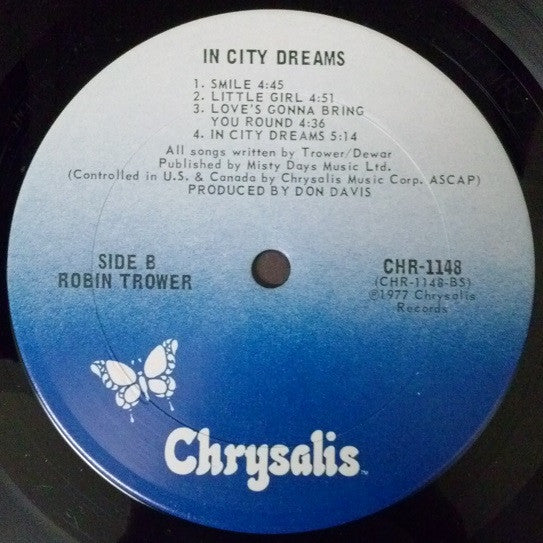 IN CITY DREAMS
1. SMILE 4:45
2. LITTLE GIRL 4:51
3. LOVE'S GONNA BRING
YOU ROUND 4:36
4. IN CITY DREAMS 5:14
All songs written by Trower/Dewar
Published by Misty Days Music Ltd.
(Controlled in U.S. & Canada by Chrysalis Music Corp. ASCAP)
PRODUCED BY DON DAVIS
SIDE B
ROBIN TROWER
CHR-1148
(CHR-1148-BS)
℗1977 Chrysalis
Records
Chrysalis™